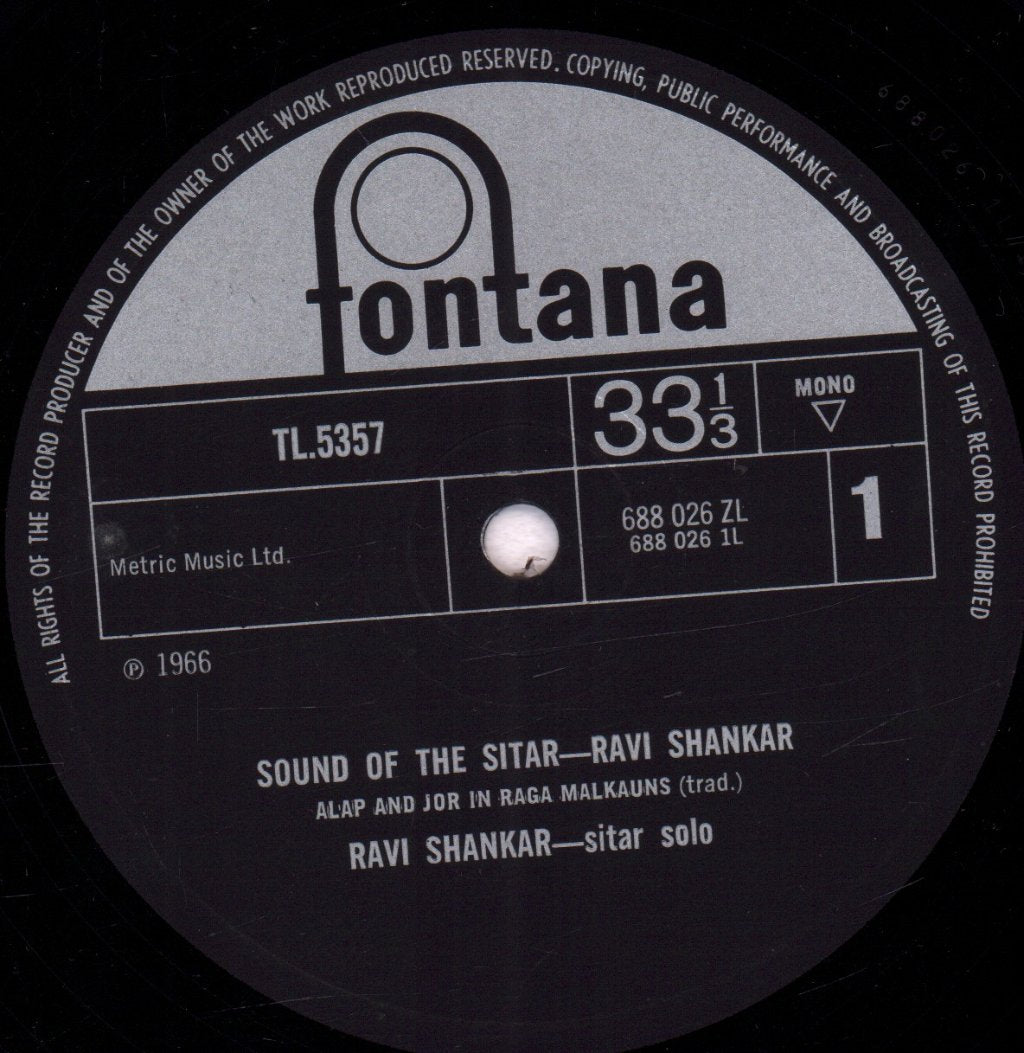 ALL RIGHTS OF THE RECORD PRODUCER AND OF THE OWNER OF THE WORK REPRODUCED RESERVED. COPYING, PUBLIC PERFORMANCE AND BROADCASTING OF THIS RECORD PROHIBITED
fontana
TL.5357
33 1/3
MONO
Metric Music Ltd.
688 026 ZL
688 026 1L
1
℗ 1966
SOUND OF THE SITAR—RAVI SHANKAR
ALAP AND JOR IN RAGA MALKAUNS (trad.)
RAVI SHANKAR—sitar solo